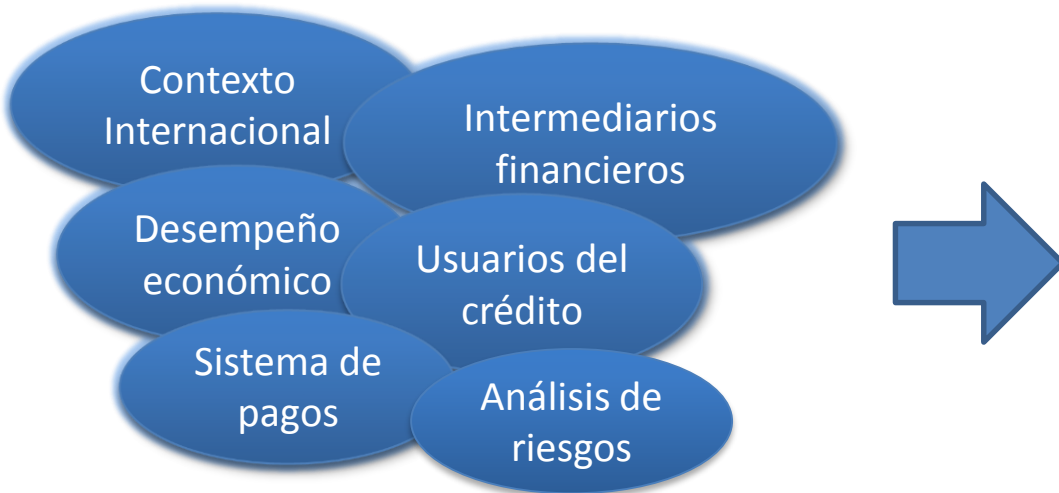 Contexto
Internacional
Intermediarios
financieros
Desempeño
económico
Usuarios del
crédito
Sistema de
pagos
Análisis de
riesgos